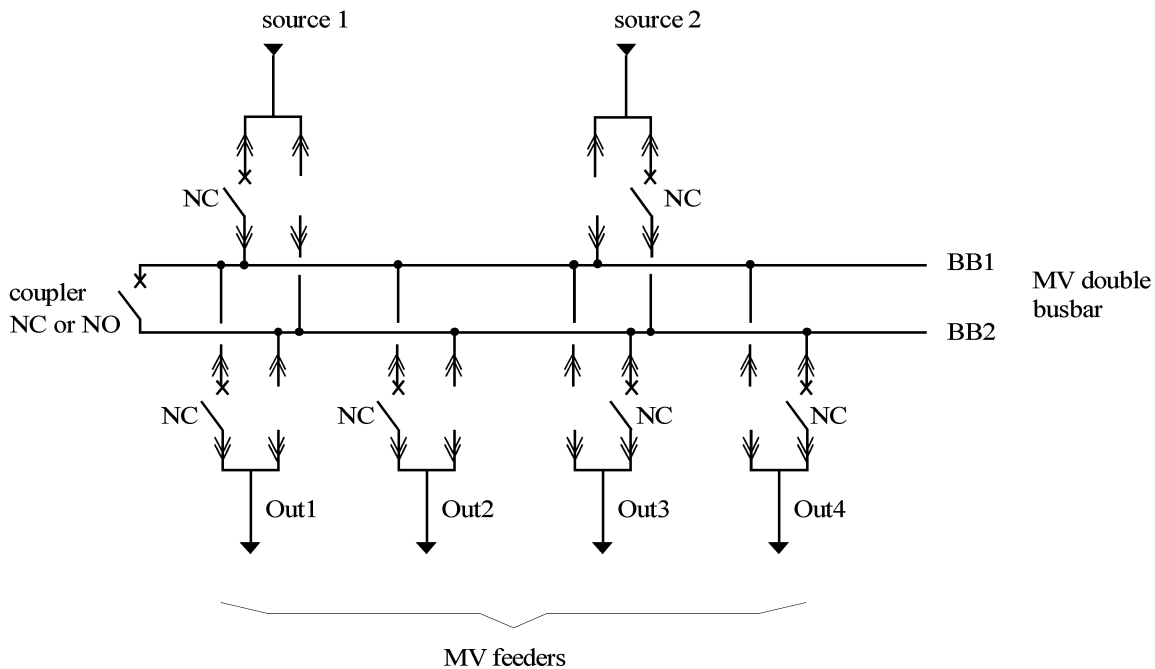 source 1
source 2
NC
NC
BB1
coupler
NC or NO
MV double
busbar
BB2
NC
NC
NC
NC
Out1
Out2
Out3
Out4
MV feeders